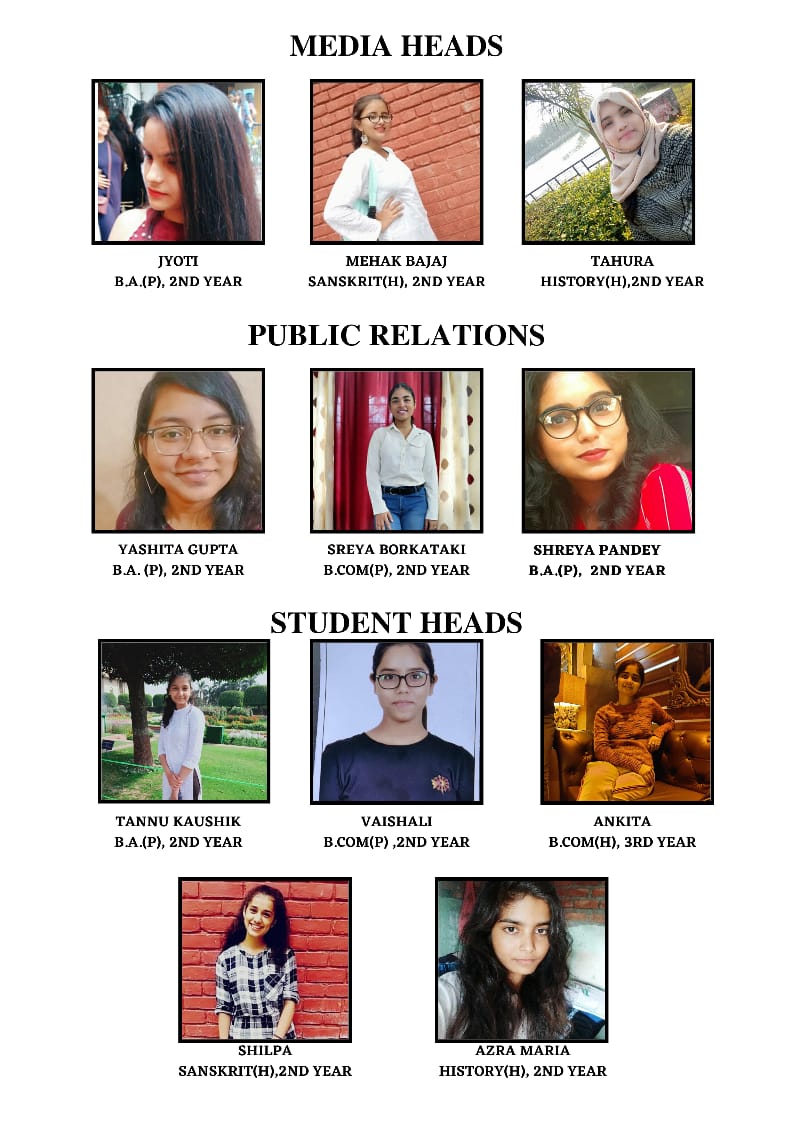 MEDIA HEADS
JYOTI
B.A.(P), 2ND YEAR
MEHAK BAJAJ
SANSKRIT(H), 2ND YEAR
TAHURA
HISTORY(H),2ND YEAR
PUBLIC RELATIONS
YASHITA GUPTA
B.A. (P), 2ND YEAR
SREYA BORKATAKI
B.COM(P), 2ND YEAR
SHREYA PANDEY
B.A.(P), 2ND YEAR
STUDENT HEADS
TANNU KAUSHIK
B.A.(P), 2ND YEAR
VAISHALI
B.COM(P) ,2ND YEAR
ANKITA
B.COM(H), 3RD YEAR
SHILPA
SANSKRIT(H),2ND YEAR
AZRA MARIA
HISTORY(H), 2ND YEAR